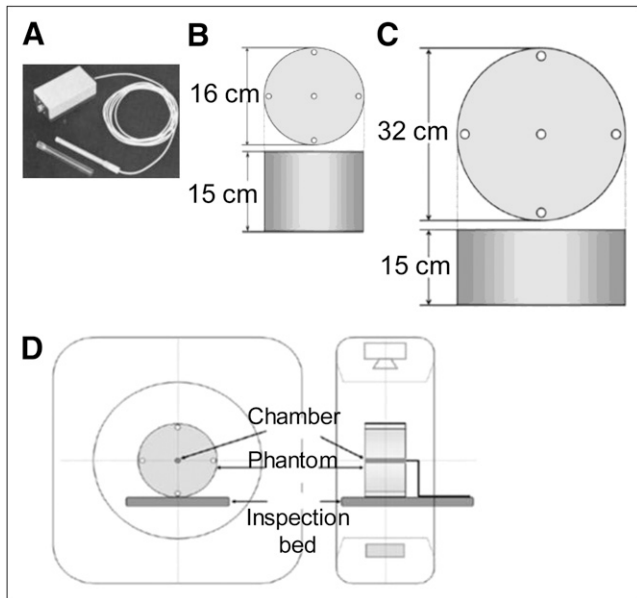 A
B
C
16 cm
15 cm
32 cm
15 cm
D
Chamber
Phantom
Inspection
bed